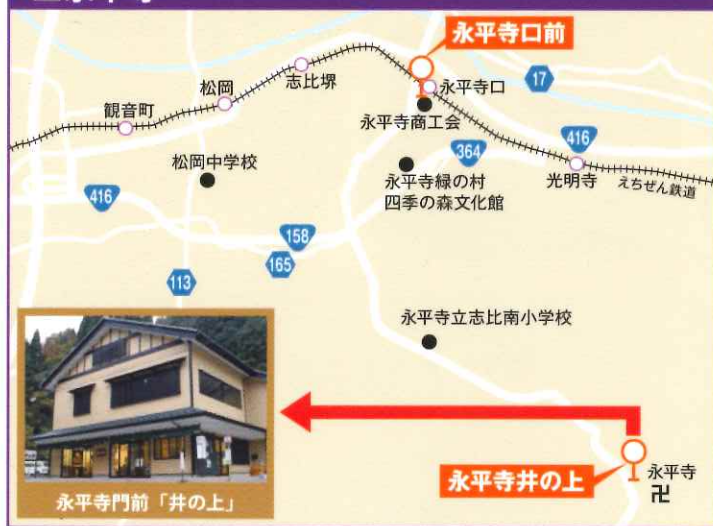 永平寺口前
17
志比堺
永平寺口
松岡
観音町
永平寺商工会
416
364
松岡中学校
永平寺緑の村
四季の森文化館
光明寺
えちぜん鉄道
416
158
165
113
永平寺立志比南小学校
永平寺井の上
永平寺
卍
永平寺門前「井の上」